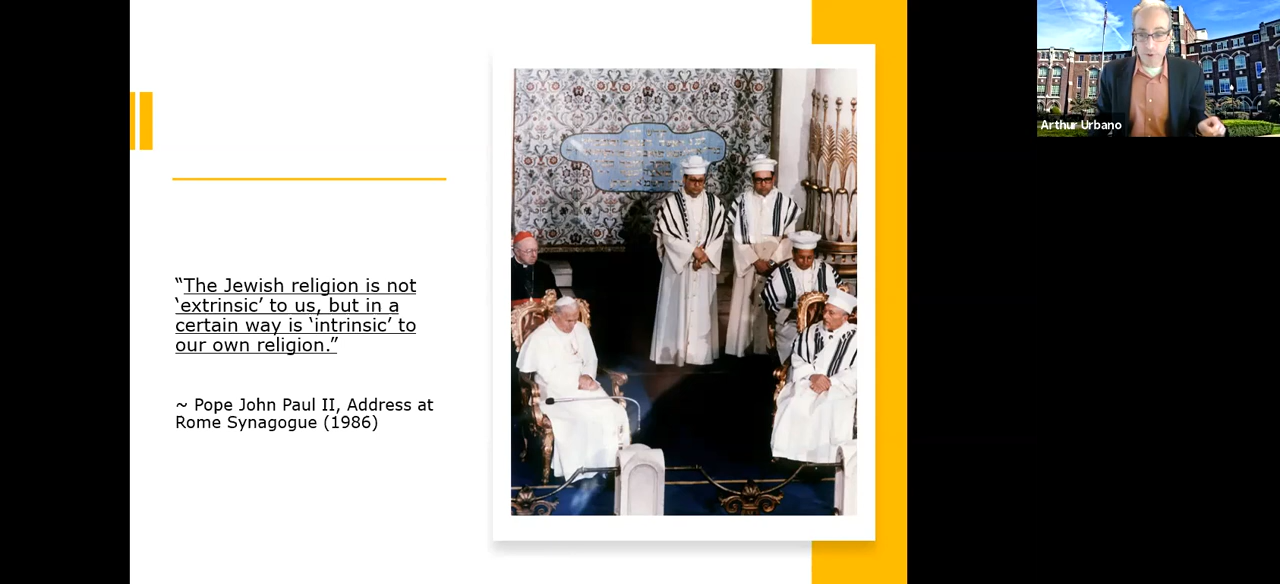 “The Jewish religion is not
‘extrinsic’ to us, but in a
certain way is ‘intrinsic’ to
our own religion.”
~ Pope John Paul II, Address at
Rome Synagogue (1986)
Arthur Urbano